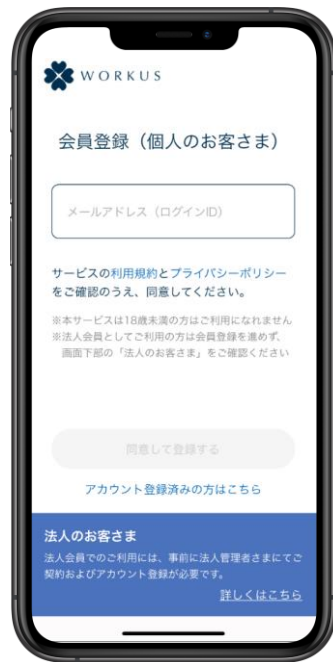 WORKUS
会員登録（個人のお客さま）
メールアドレス（ログインID）
サービスの利用規約とプライバシーポリシー
をご確認のうえ、同意してください。
※本サービスは18歳未満の方はご利用になれません
※法人会員としてご利用の方は会員登録を進めず、
画面下部の「法人のお客さま」をご確認ください
同意して登録する
アカウント登録済みの方はこちら
法人のお客さま
法人会員でのご利用には、事前に法人管理者さまにてご
契約およびアカウント登録が必要です。
詳しくはこちら